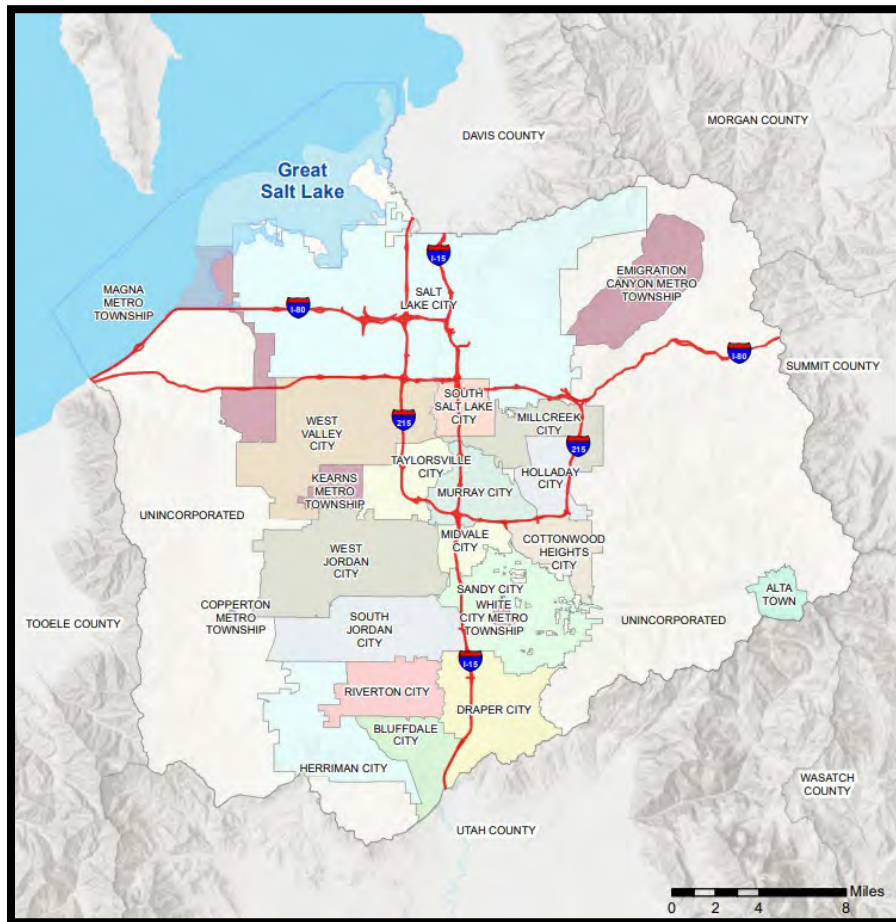 MORGAN COUNTY
DAVIS COUNTY
Great
Salt Lake
I-15
EMIGRATION
CANYON METRO
TOWNSHIP
MAGNA
METRO
TOWNSHIP
SALT
LAKE CITY
I-80
I-80
SUMMIT COUNTY
SOUTH
SALT LAKE
CITY
WEST
VALLEY
CITY
215
MILLCREEK
CITY
215
TAYLORSVILLE
CITY
HOLLADAY
CITY
KEARNS
METRO
TOWNSHIP
MURRAY CITY
UNINCORPORATED
MIDVALE
CITY
COTTONWOOD
HEIGHTS
CITY
WEST
JORDAN
CITY
SANDY CITY
WHITE
CITY METRO
TOWNSHIP
ALTA
TOWN
COPPERTON
METRO
TOWNSHIP
TOOELE COUNTY
SOUTH
JORDAN
CITY
UNINCORPORATED
I-15
RIVERTON CITY
DRAPER CITY
BLUFFDALE
CITY
HERRIMAN CITY
WASATCH
COUNTY
UTAH COUNTY
Miles
0 2 4 8